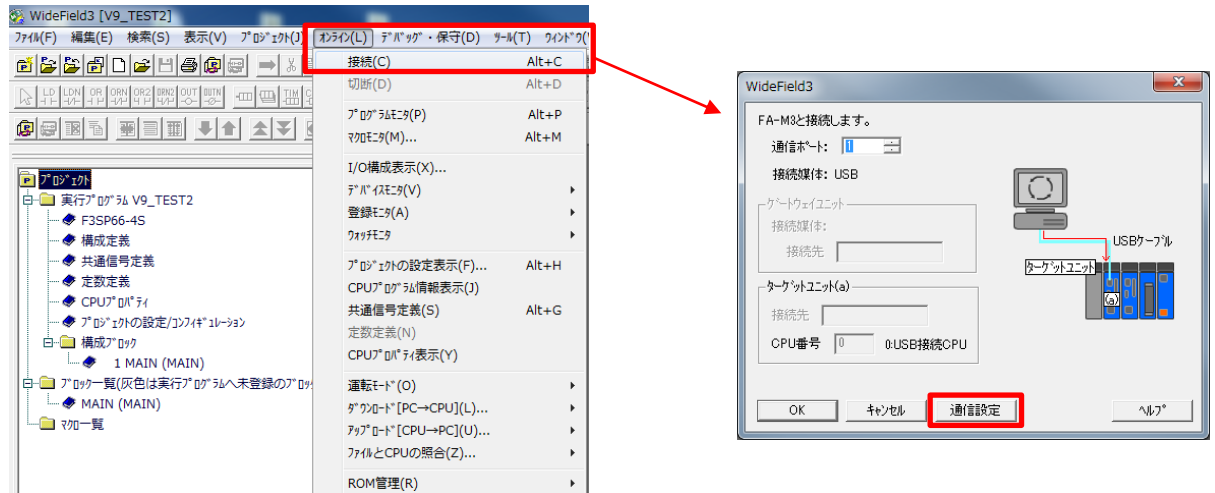 WideField3 [V9_TEST2]
ファイル(F) 編集(E) 検索(S) 表示(V) プロジェクト(J) オンライン(L) デバッグ・保守(D) ツール(T) ウィンドウ(
LD LDN OR ORN OR2 ORN2 OUT OUTN TIM
接続(C) Alt+C
切断(D) Alt+D
プログラムモニタ(P) Alt+P
マクロモニタ(M)... Alt+M
I/O構成表示(X)...
デバイスモニタ(V)
登録モニタ(A)
ウォッチモニタ
プロジェクトの設定表示(F)... Alt+H
CPUプログラム情報表示(J)
共通信号定義(S) Alt+G
定数定義(N)
CPUプロパティ表示(Y)
運転モード(O)
ダウンロード[PC→CPU](L)...
アップロード[CPU→PC](U)...
ファイルとCPUの照合(Z)...
ROM管理(R)
プロジェクト
実行プログラム V9_TEST2
F3SP66-4S
構成定義
共通信号定義
定数定義
CPUプロパティ
プロジェクトの設定/コンフィギュレーション
構成ブロック
1 MAIN (MAIN)
ブロック一覧(灰色は実行プログラムへ未登録のブロッ
MAIN (MAIN)
マクロ一覧
WideField3
FA-M3と接続します。
通信ポート: 1
接続媒体: USB
ゲートウェイユニット
接続媒体:
接続先
ターゲットユニット(a)
接続先
CPU番号 0 0:USB接続CPU
USBケーブル
ターゲットユニット
(a)
OK キャンセル 通信設定 ヘルプ